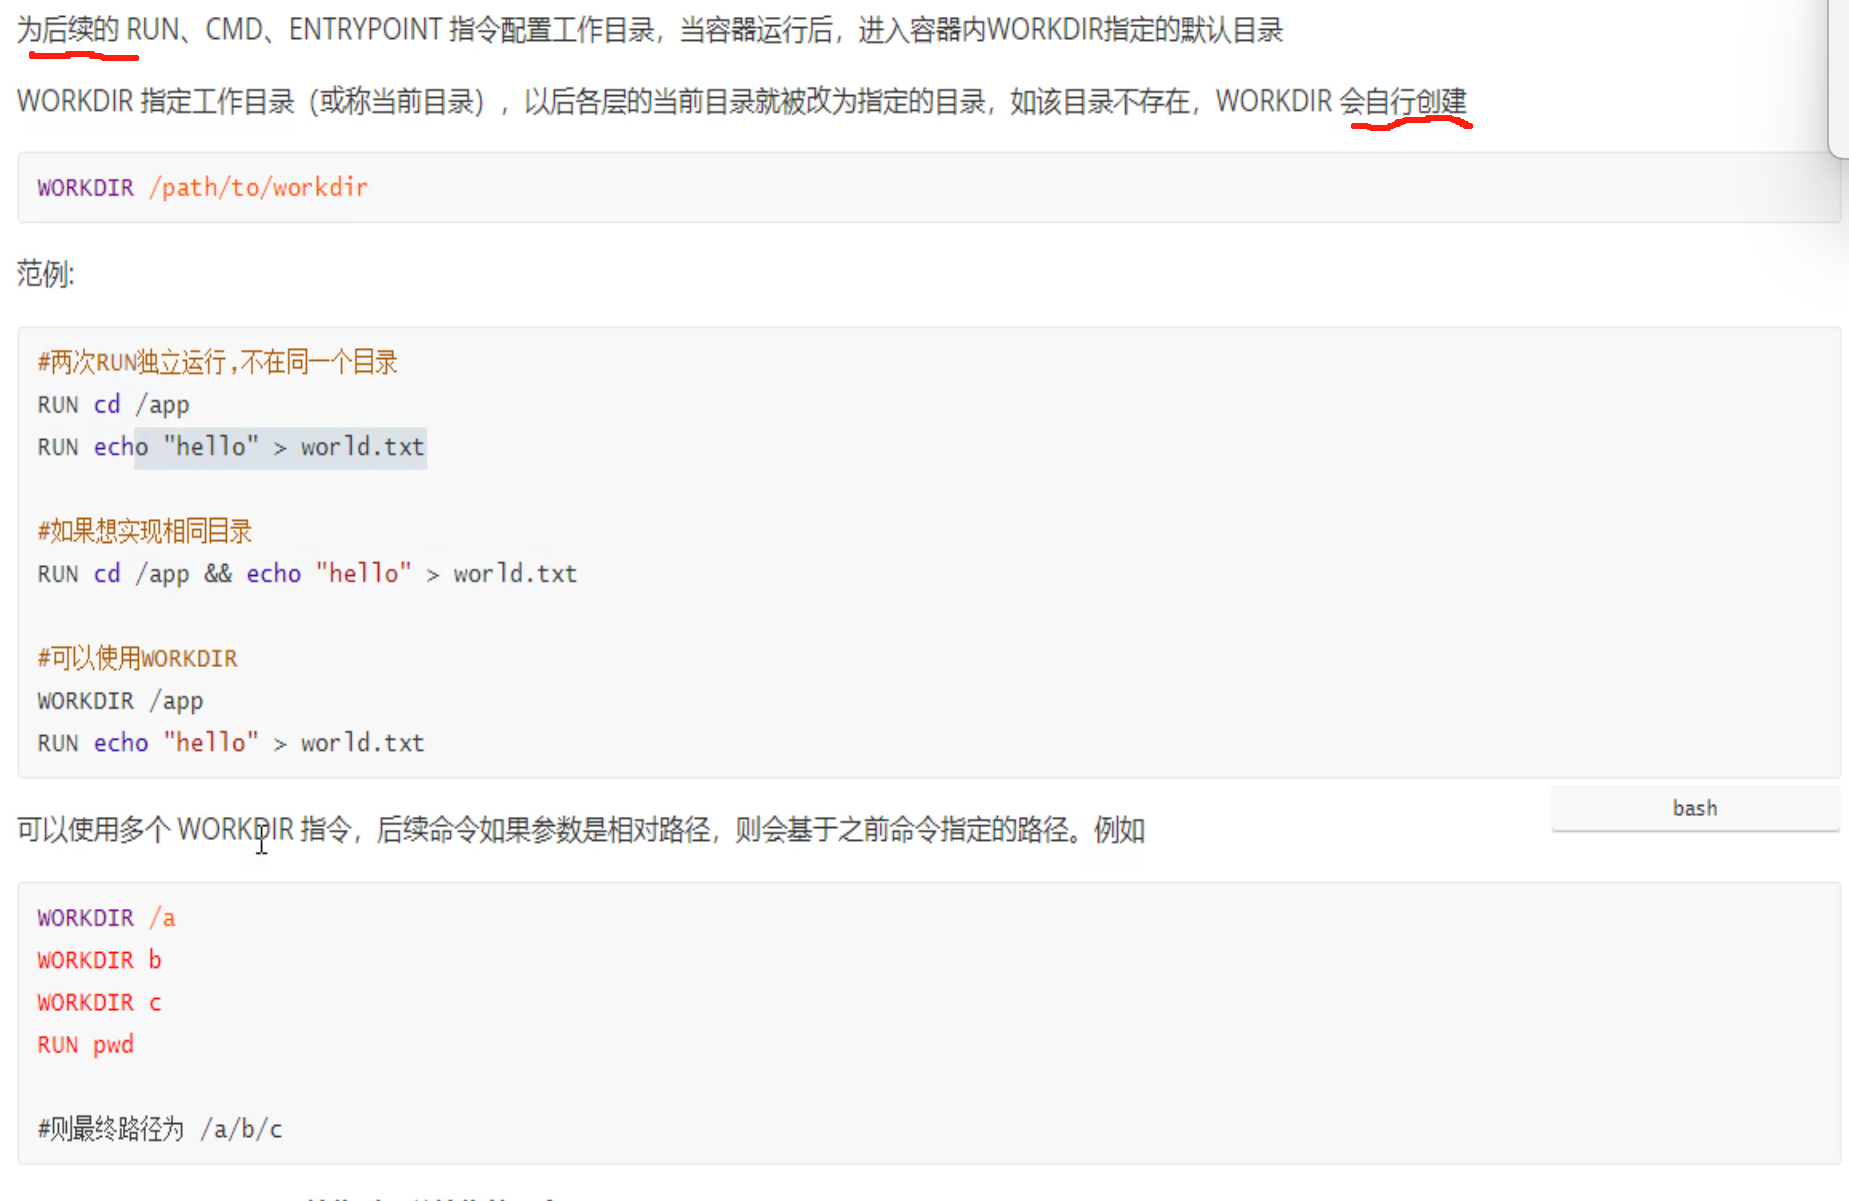 为后续的 RUN、CMD、ENTRYPOINT 指令配置工作目录，当容器运行后，进入容器内WORKDIR指定的默认目录
WORKDIR 指定工作目录（或称当前目录），以后各层的当前目录就被改为指定的目录，如该目录不存在，WORKDIR 会自行创建
WORKDIR /path/to/workdir
范例:
#两次RUN独立运行,不在同一个目录
RUN cd /app
RUN echo "hello" > world.txt
#如果想实现相同目录
RUN cd /app && echo "hello" > world.txt
#可以使用WORKDIR
WORKDIR /app
RUN echo "hello" > world.txt
bash
可以使用多个 WORKDIR 指令，后续命令如果参数是相对路径，则会基于之前命令指定的路径。例如
WORKDIR /a
WORKDIR b
WORKDIR c
RUN pwd
#则最终路径为 /a/b/c